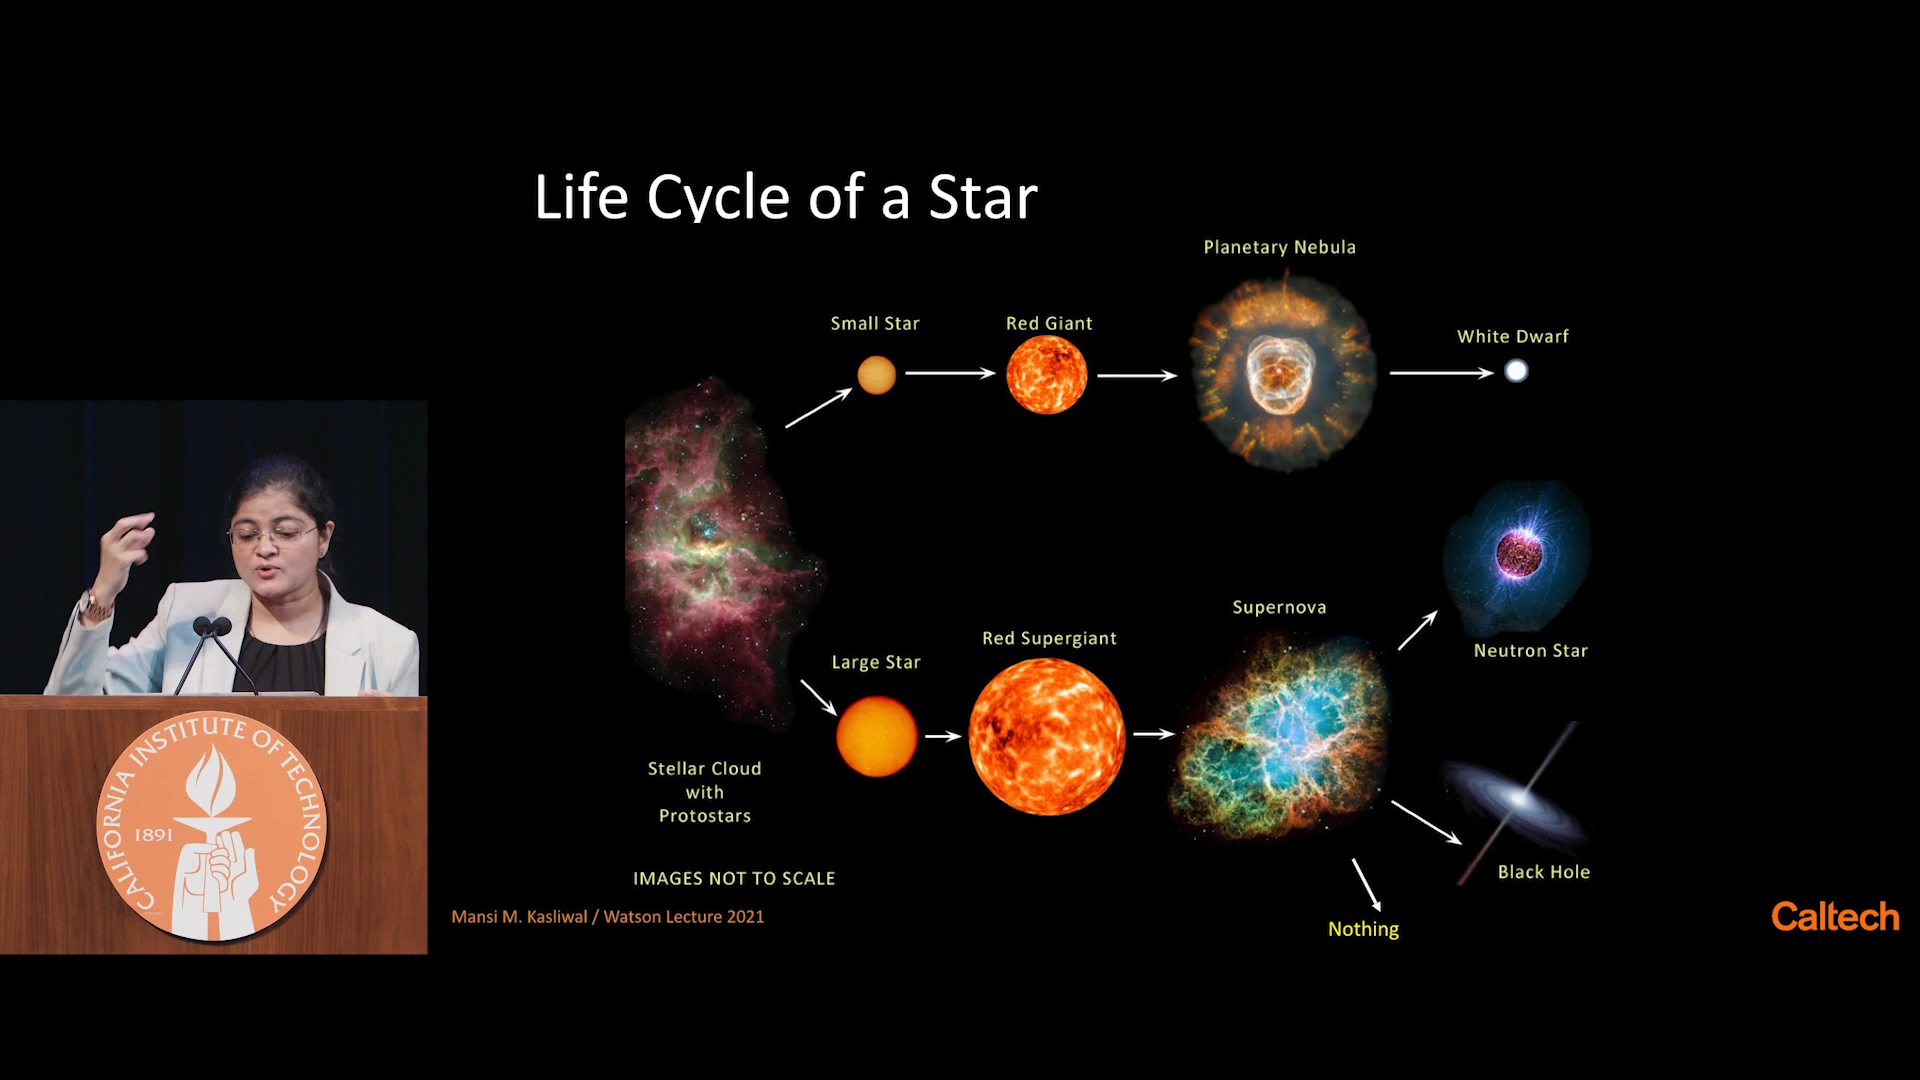 Life Cycle of a Star
Planetary Nebula
Small Star
Red Giant
White Dwarf
Supernova
Red Supergiant
Neutron Star
Large Star
Stellar Cloud
with
Protostars
Black Hole
IMAGES NOT TO SCALE
Mansi M. Kasliwal / Watson Lecture 2021
Nothing
Caltech
CALIFORNIA INSTITUTE OF TECHNOLOGY
1891